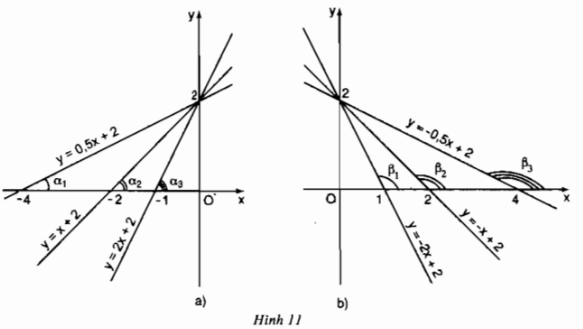 y
2
y = 0,5x + 2
α1
α2
α3
-4
-2
-1
O
x
y = x + 2
y = 2x + 2
a)
y
2
y = -0,5x + 2
β1
β2
β3
O
1
2
4
x
y = -2x + 2
y = -x + 2
b)
Hình 11